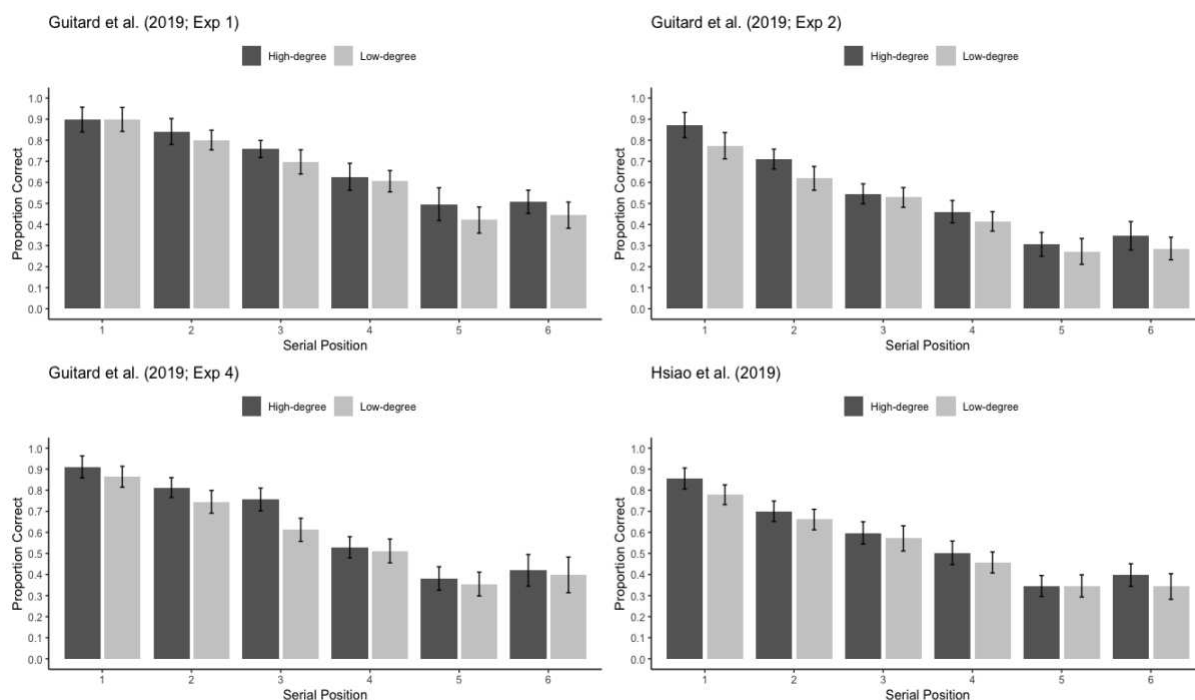 Guitard et al. (2019; Exp 1)
High-degree Low-degree
Proportion Correct
1.0
0.9
0.8
0.7
0.6
0.5
0.4
0.3
0.2
0.1
0.0
1 2 3 4 5 6
Serial Position
Guitard et al. (2019; Exp 2)
High-degree Low-degree
Proportion Correct
1.0
0.9
0.8
0.7
0.6
0.5
0.4
0.3
0.2
0.1
0.0
1 2 3 4 5 6
Serial Position
Guitard et al. (2019; Exp 4)
High-degree Low-degree
Proportion Correct
1.0
0.9
0.8
0.7
0.6
0.5
0.4
0.3
0.2
0.1
0.0
1 2 3 4 5 6
Serial Position
Hsiao et al. (2019)
High-degree Low-degree
Proportion Correct
1.0
0.9
0.8
0.7
0.6
0.5
0.4
0.3
0.2
0.1
0.0
1 2 3 4 5 6
Serial Position